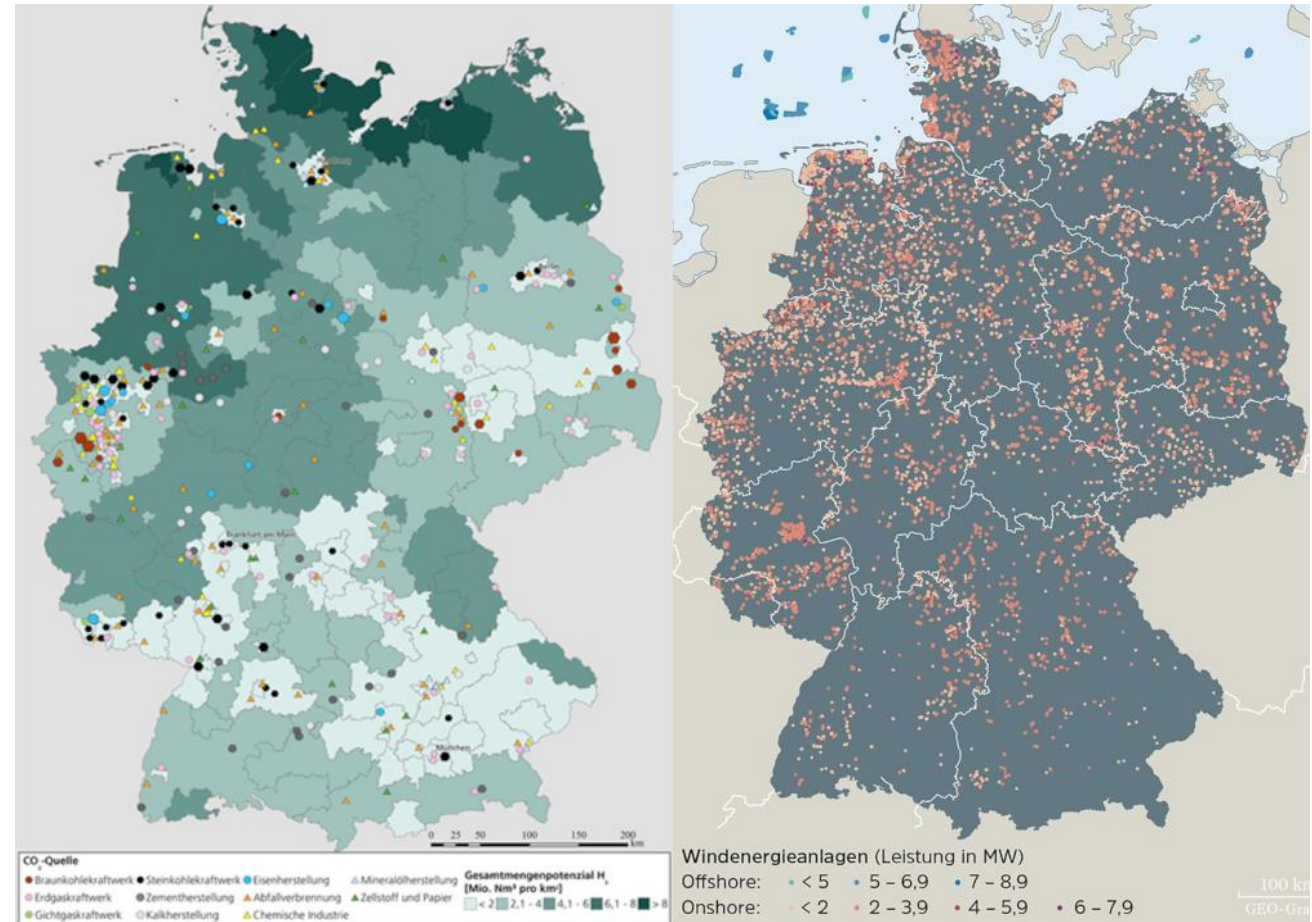 Hamburg
Berlin
Frankfurt am Main
München
0 25 50 100 150 200
km
CO₂-Quelle
Braunkohlekraftwerk Steinkohlekraftwerk Eisenherstellung Mineralölherstellung
Erdgaskraftwerk Zementherstellung Abfallverbrennung Zellstoff und Papier
Gichtgaskraftwerk Kalkherstellung Chemische Industrie
Gesamtmengenpotenzial H₂
[Mio. Nm³ pro km²]
< 2 2,1 - 4 4,1 - 6 6,1 - 8 > 8
Windenergieanlagen (Leistung in MW)
Offshore: < 5 5 – 6,9 7 – 8,9
Onshore: < 2 2 – 3,9 4 – 5,9 6 – 7,9
100 km